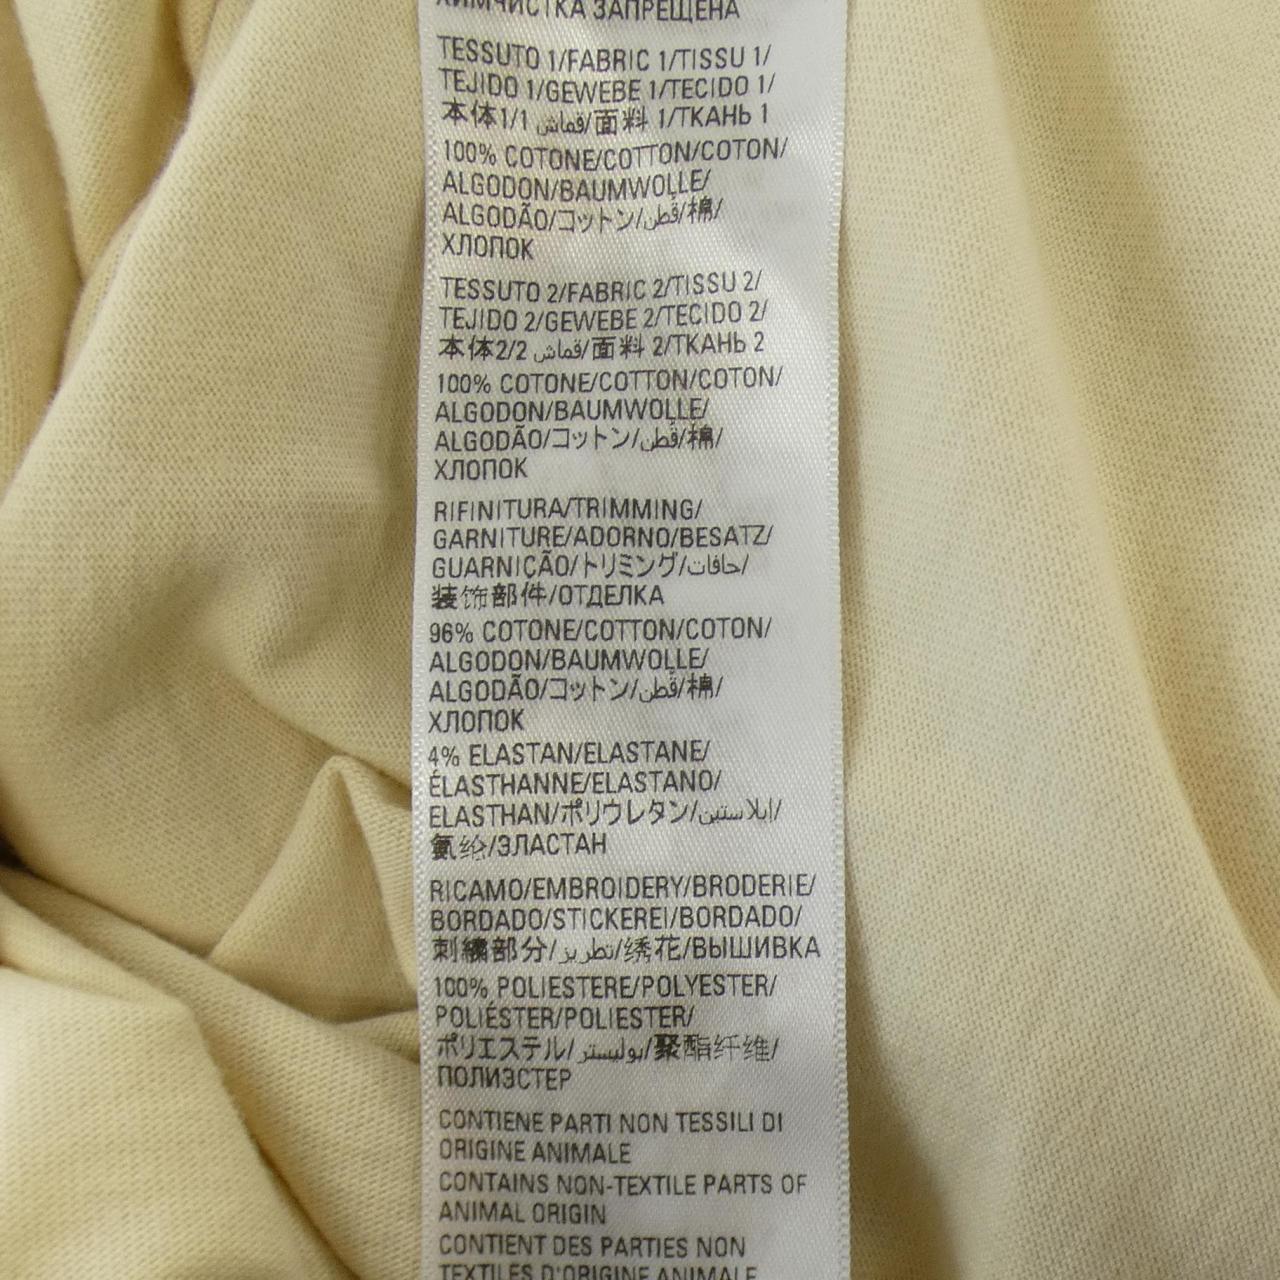 ХИМЧИСТКА ЗАПРЕЩЕНА
TESSUTO 1/FABRIC 1/TISSU 1/
TEJIDO 1/GEWEBE 1/TECIDO 1/
本体1/1 قماش/面料 1/ТКАНЬ 1
100% COTONE/COTTON/COTON/
ALGODON/BAUMWOLLE/
ALGODÃO/コットン/قطن/棉/
ХЛОПОК
TESSUTO 2/FABRIC 2/TISSU 2/
TEJIDO 2/GEWEBE 2/TECIDO 2/
本体2/2 قماش/面料 2/ТКАНЬ 2
100% COTONE/COTTON/COTON/
ALGODON/BAUMWOLLE/
ALGODÃO/コットン/قطن/棉/
ХЛОПОК
RIFINITURA/TRIMMING/
GARNITURE/ADORNO/BESATZ/
GUARNIÇÃO/トリミング/حافات/
装饰部件/ОТДЕЛКА
96% COTONE/COTTON/COTON/
ALGODON/BAUMWOLLE/
ALGODÃO/コットン/قطن/棉/
ХЛОПОК
4% ELASTAN/ELASTANE/
ÉLASTHANNE/ELASTANO/
ELASTHAN/ポリウレタン/إيلاستين/
氨纶/ЭЛАСТАН
RICAMO/EMBROIDERY/BRODERIE/
BORDADO/STICKEREI/BORDADO/
刺繍部分/تطريز/绣花/ВЫШИВКА
100% POLIESTERE/POLYESTER/
POLIÉSTER/POLIESTER/
ポリエステル/بوليستر/聚酯纤维/
ПОЛИЭСТЕР
CONTIENE PARTI NON TESSILI DI
ORIGINE ANIMALE
CONTAINS NON-TEXTILE PARTS OF
ANIMAL ORIGIN
CONTIENT DES PARTIES NON
TEXTILES D'ORIGINE ANIMALE